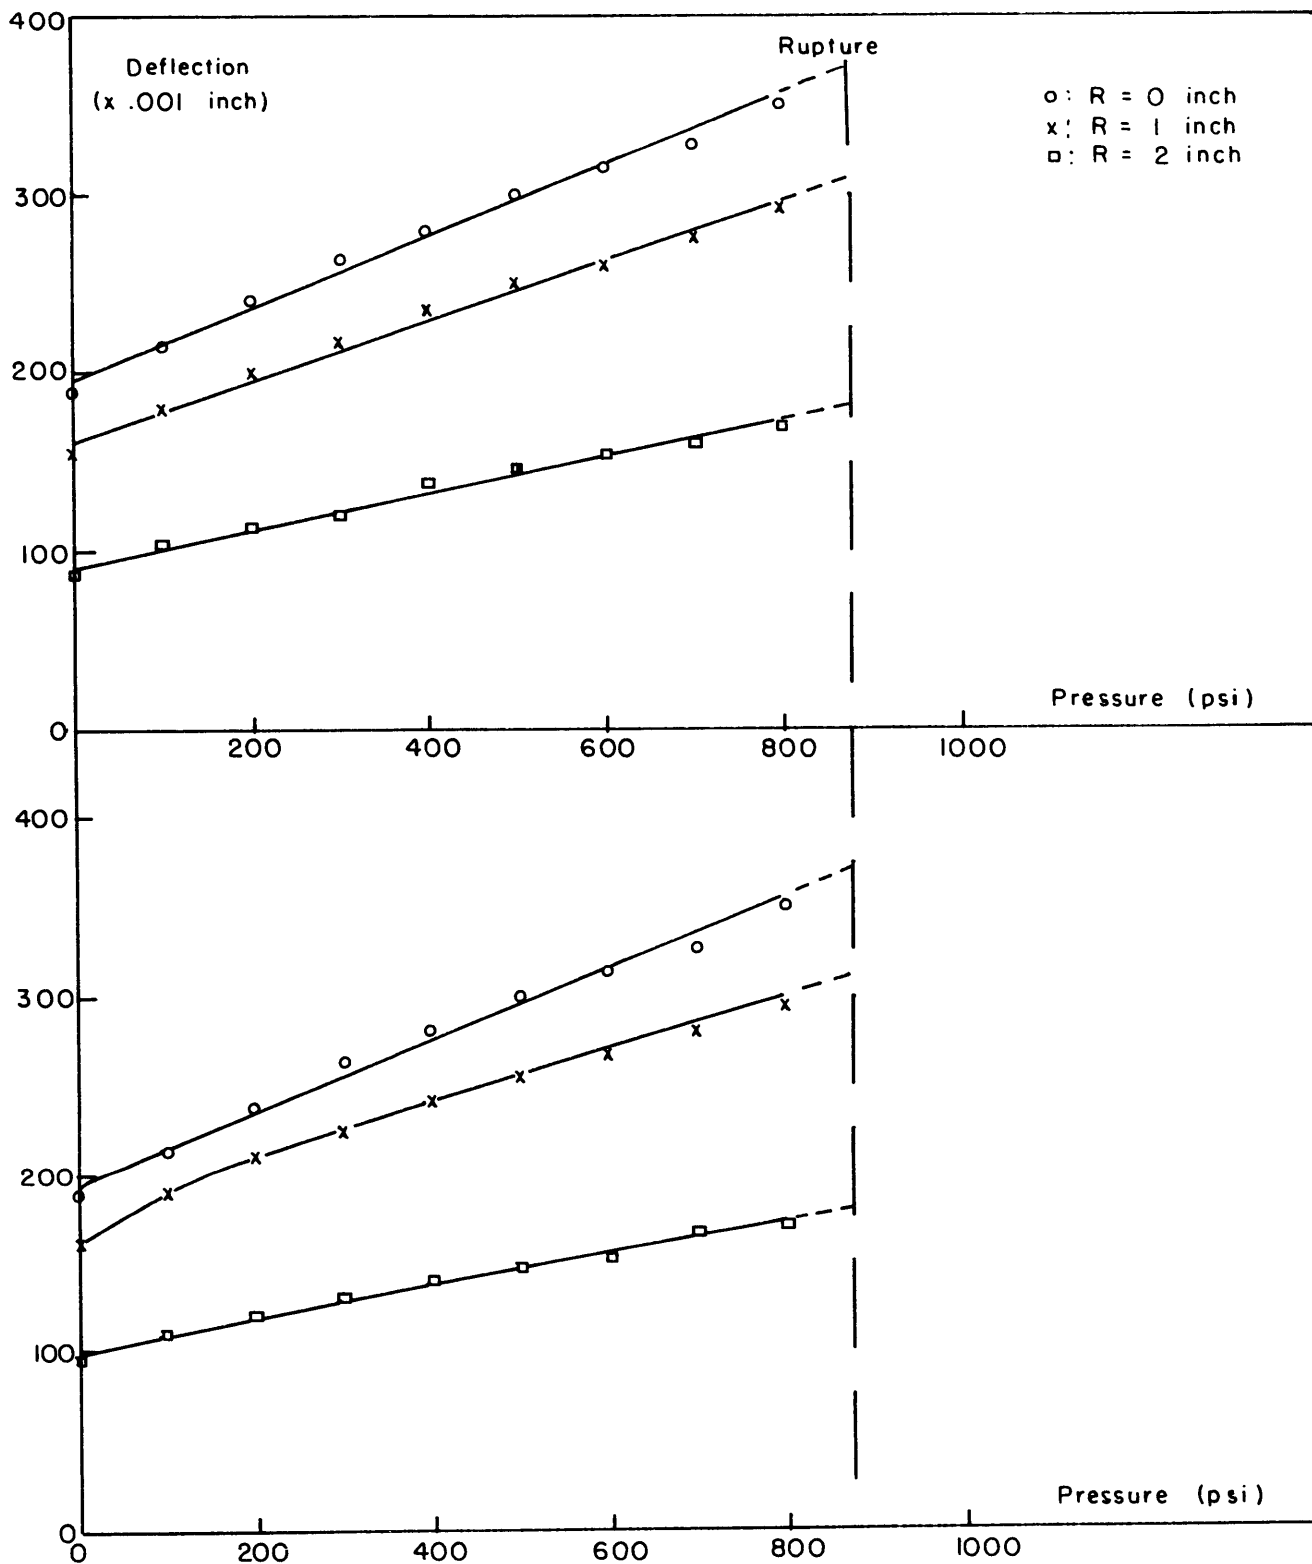 400
Rupture
Deflection
(x .001 inch)
o: R = 0 inch
x: R = 1 inch
□: R = 2 inch
300
200
100
Pressure (psi)
0
200 400 600 800 1000
400
300
200
100
Pressure (psi)
0
200 400 600 800 1000